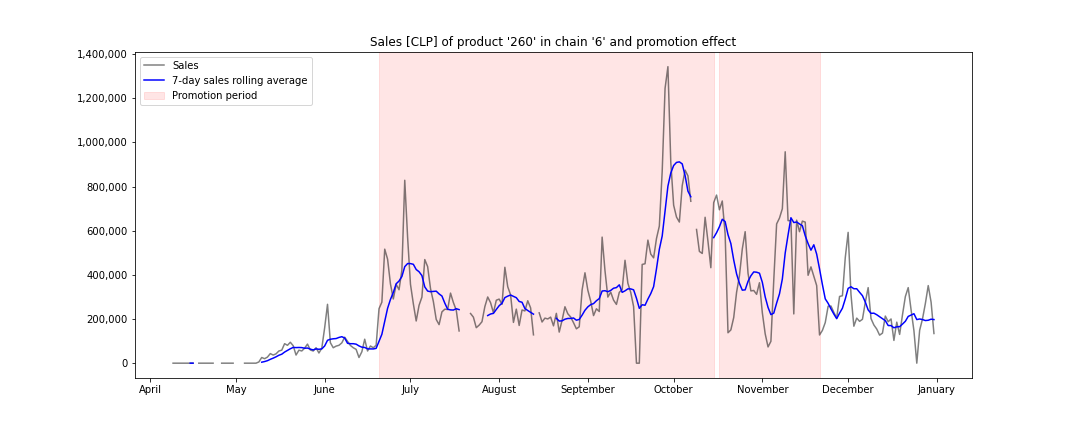 Sales [CLP] of product '260' in chain '6' and promotion effect
1,400,000
1,200,000
1,000,000
800,000
600,000
400,000
200,000
0
Sales
7-day sales rolling average
Promotion period
April May June July August September October November December January